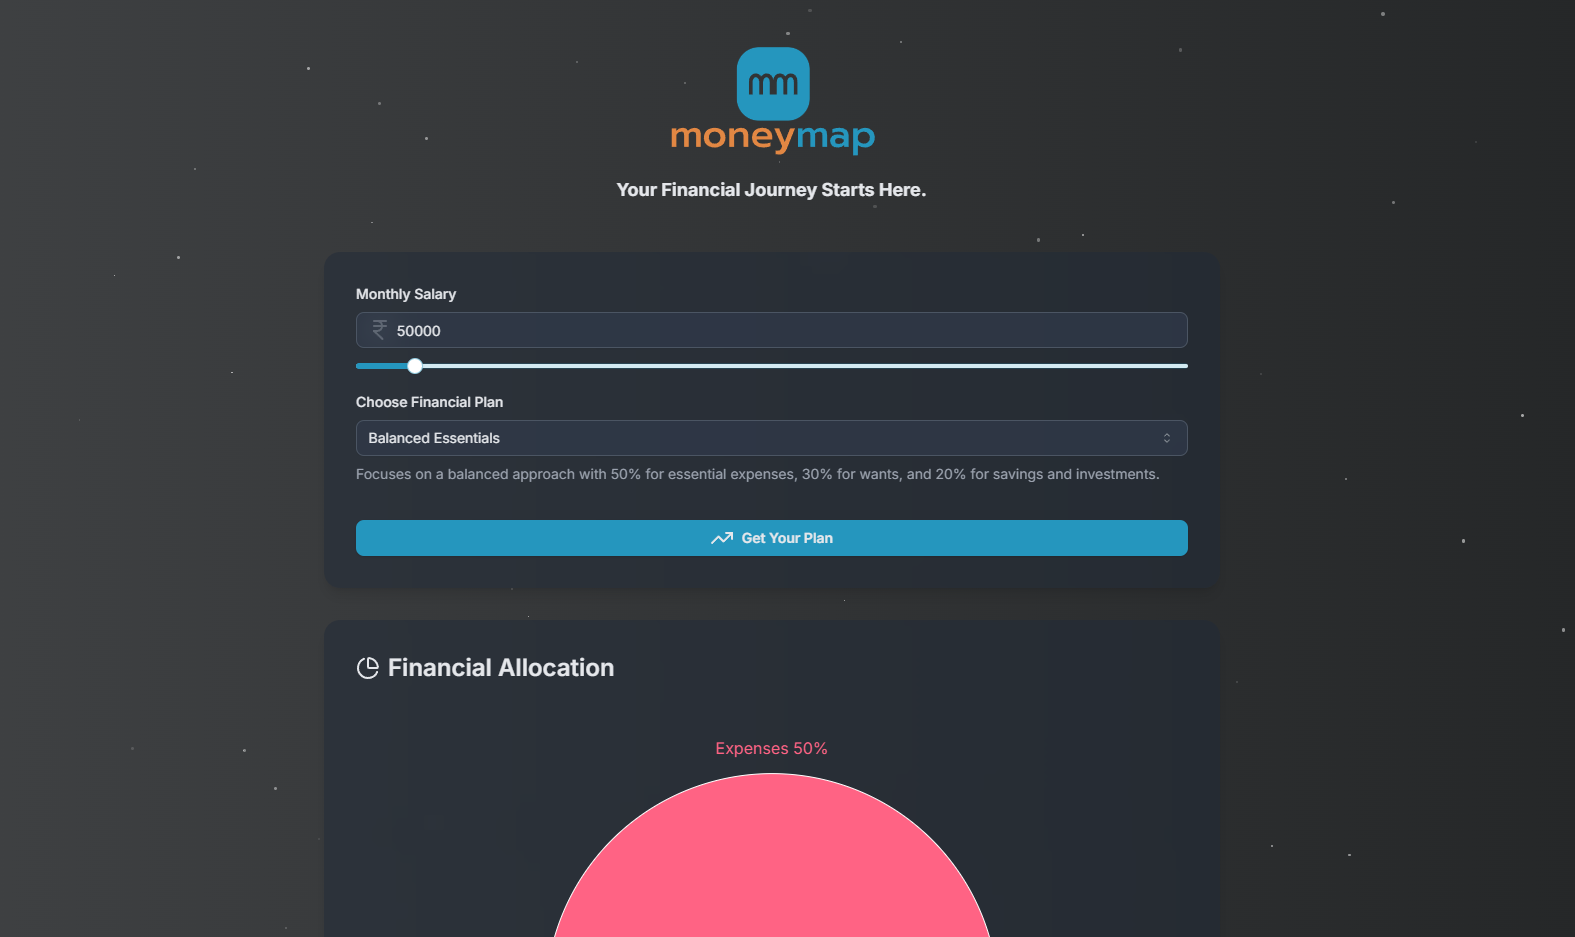 mm
moneymap
Your Financial Journey Starts Here.
Monthly Salary
₹ 50000
Choose Financial Plan
Balanced Essentials
Focuses on a balanced approach with 50% for essential expenses, 30% for wants, and 20% for savings and investments.
Get Your Plan
Financial Allocation
Expenses 50%